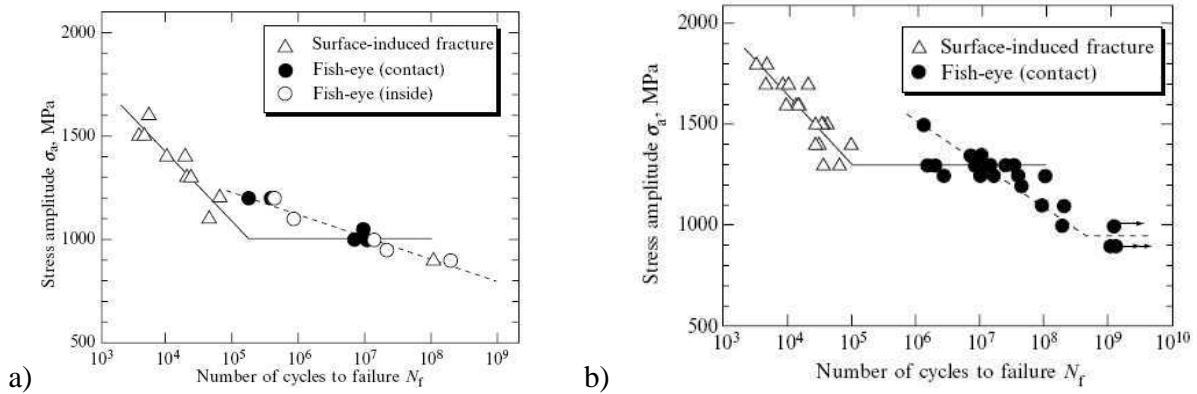 2000
1500
1000
500
Stress amplitude σa, MPa
△ Surface-induced fracture
● Fish-eye (contact)
○ Fish-eye (inside)
10³ 10⁴ 10⁵ 10⁶ 10⁷ 10⁸ 10⁹
Number of cycles to failure Nf
a)
2000
1500
1000
500
Stress amplitude σa, MPa
△ Surface-induced fracture
● Fish-eye (contact)
10³ 10⁴ 10⁵ 10⁶ 10⁷ 10⁸ 10⁹ 10¹⁰
Number of cycles to failure Nf
b)